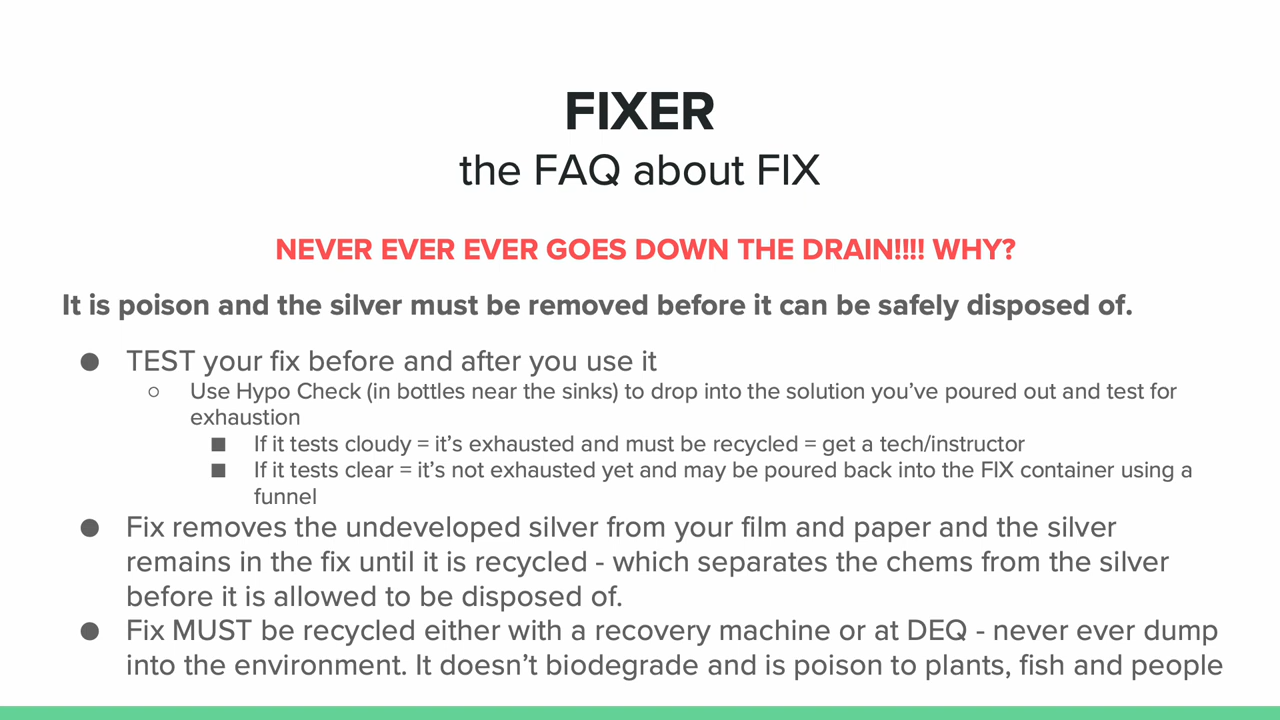 FIXER
the FAQ about FIX
NEVER EVER EVER GOES DOWN THE DRAIN!!!! WHY?
It is poison and the silver must be removed before it can be safely disposed of.
● TEST your fix before and after you use it
○ Use Hypo Check (in bottles near the sinks) to drop into the solution you’ve poured out and test for
exhaustion
■ If it tests cloudy = it’s exhausted and must be recycled = get a tech/instructor
■ If it tests clear = it’s not exhausted yet and may be poured back into the FIX container using a
funnel
● Fix removes the undeveloped silver from your film and paper and the silver
remains in the fix until it is recycled - which separates the chems from the silver
before it is allowed to be disposed of.
● Fix MUST be recycled either with a recovery machine or at DEQ - never ever dump
into the environment. It doesn’t biodegrade and is poison to plants, fish and people